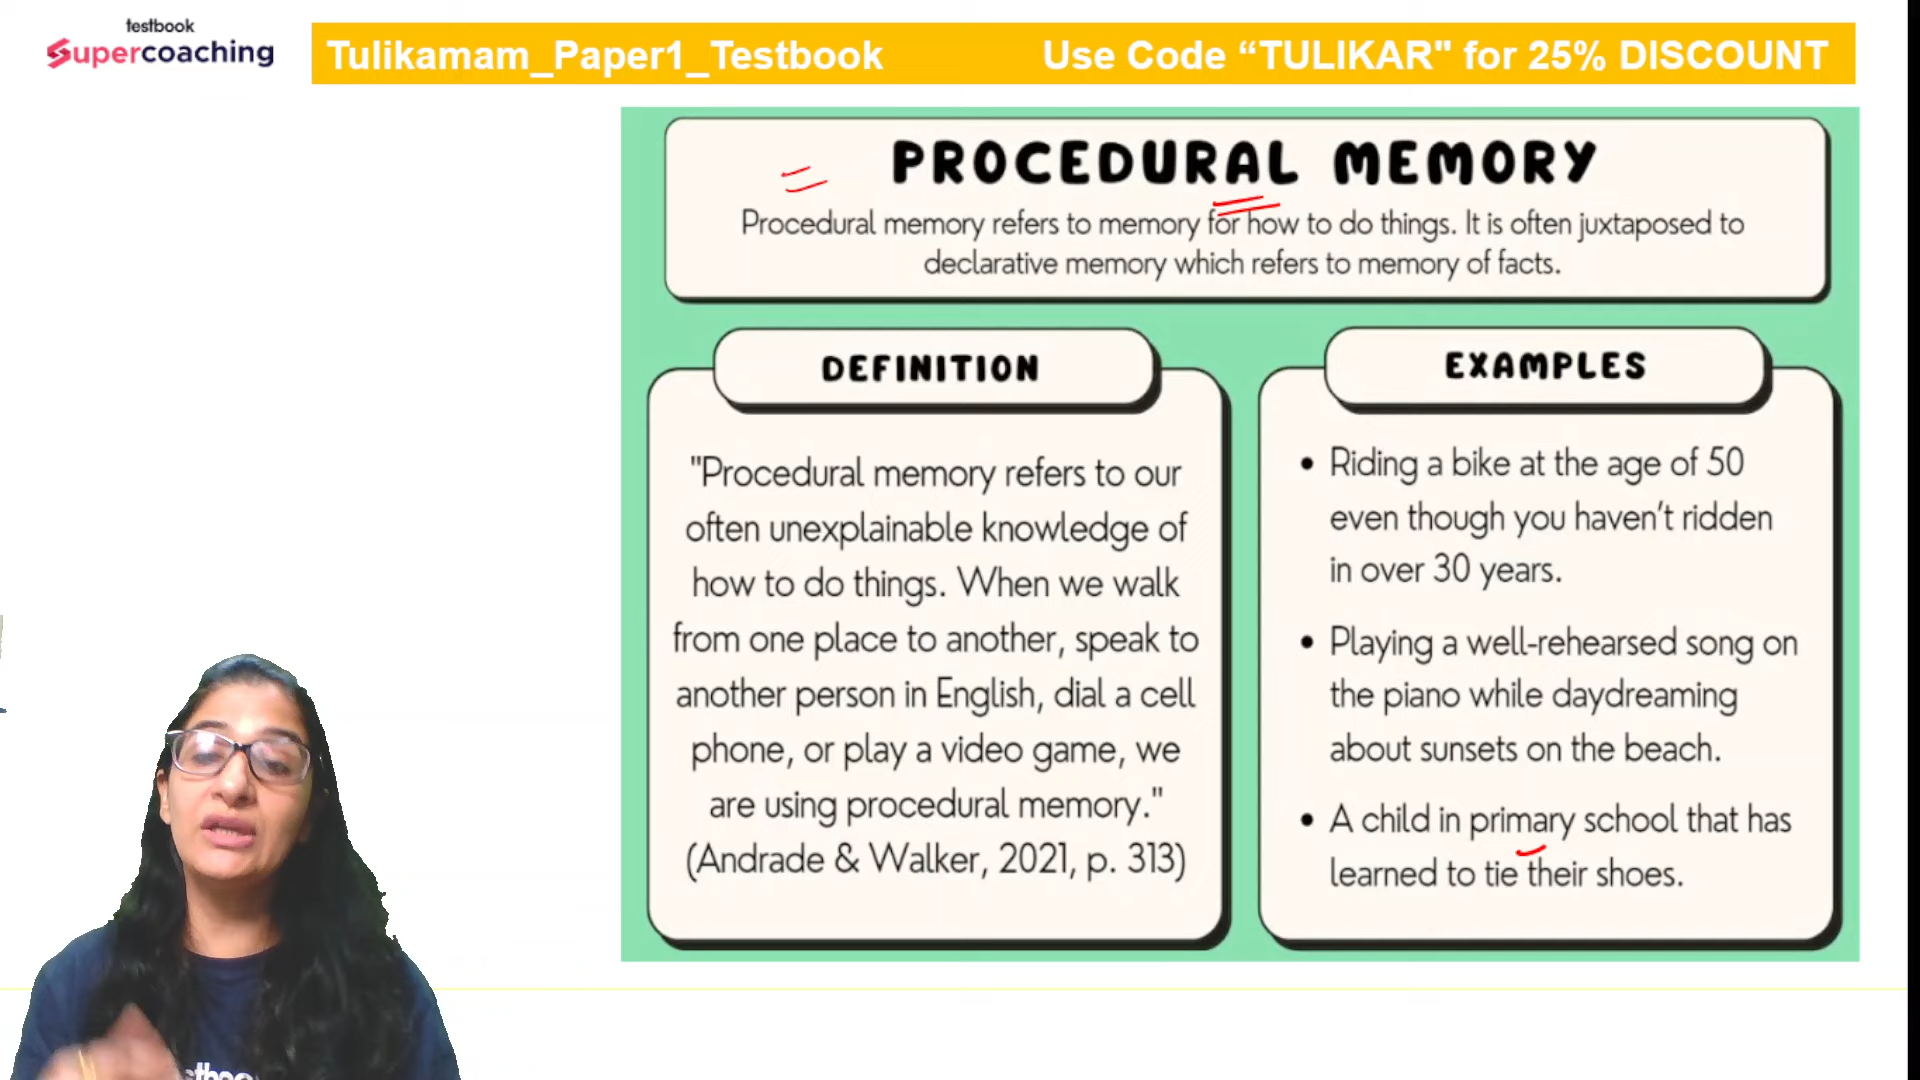 testbook
Supercoaching
Tulikamam_Paper1_Testbook
Use Code “TULIKAR" for 25% DISCOUNT
PROCEDURAL MEMORY
Procedural memory refers to memory for how to do things. It is often juxtaposed to
declarative memory which refers to memory of facts.
DEFINITION
"Procedural memory refers to our
often unexplainable knowledge of
how to do things. When we walk
from one place to another, speak to
another person in English, dial a cell
phone, or play a video game, we
are using procedural memory."
(Andrade & Walker, 2021, p. 313)
EXAMPLES
• Riding a bike at the age of 50
even though you haven't ridden
in over 30 years.
• Playing a well-rehearsed song on
the piano while daydreaming
about sunsets on the beach.
• A child in primary school that has
learned to tie their shoes.